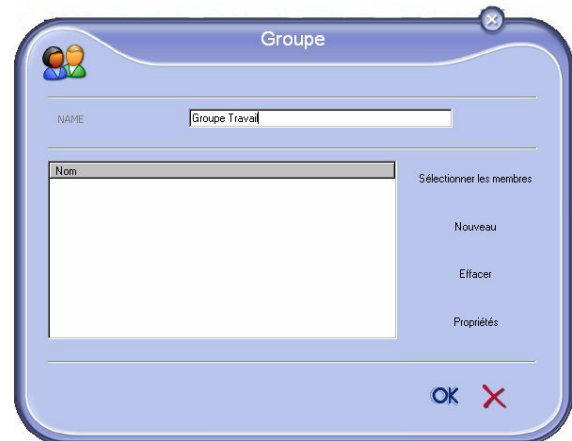 Groupe
NAME
Groupe Travail
Nom
Sélectionner les membres
Nouveau
Effacer
Propriétés
OK